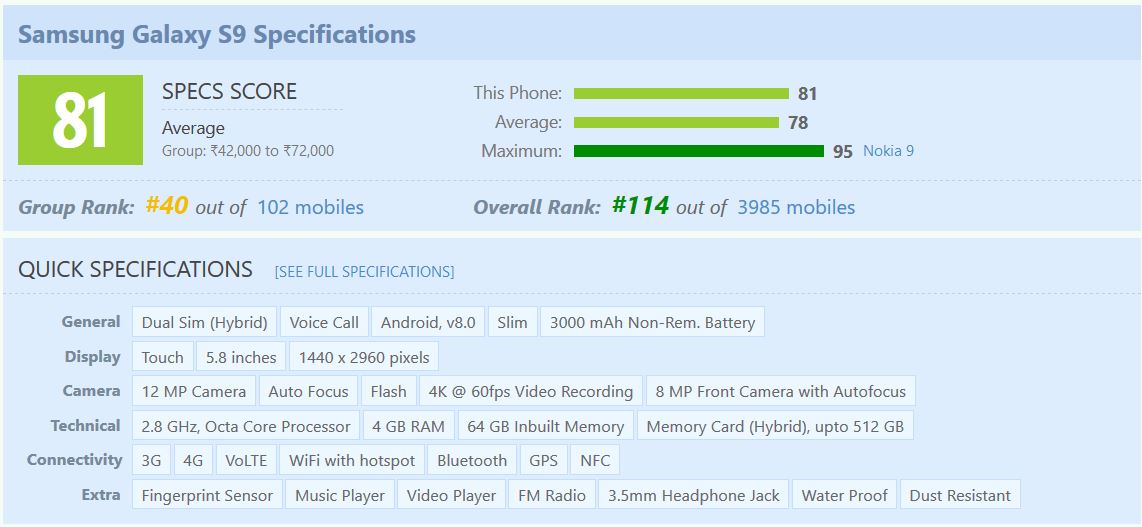 Samsung Galaxy S9 Specifications
81
SPECS SCORE
Average
Group: ₹42,000 to ₹72,000
This Phone: 81
Average: 78
Maximum: 95 Nokia 9
Group Rank: #40 out of 102 mobiles
Overall Rank: #114 out of 3985 mobiles
QUICK SPECIFICATIONS [SEE FULL SPECIFICATIONS]
General Dual Sim (Hybrid) Voice Call Android, v8.0 Slim 3000 mAh Non-Rem. Battery
Display Touch 5.8 inches 1440 x 2960 pixels
Camera 12 MP Camera Auto Focus Flash 4K @ 60fps Video Recording 8 MP Front Camera with Autofocus
Technical 2.8 GHz, Octa Core Processor 4 GB RAM 64 GB Inbuilt Memory Memory Card (Hybrid), upto 512 GB
Connectivity 3G 4G VoLTE WiFi with hotspot Bluetooth GPS NFC
Extra Fingerprint Sensor Music Player Video Player FM Radio 3.5mm Headphone Jack Water Proof Dust Resistant